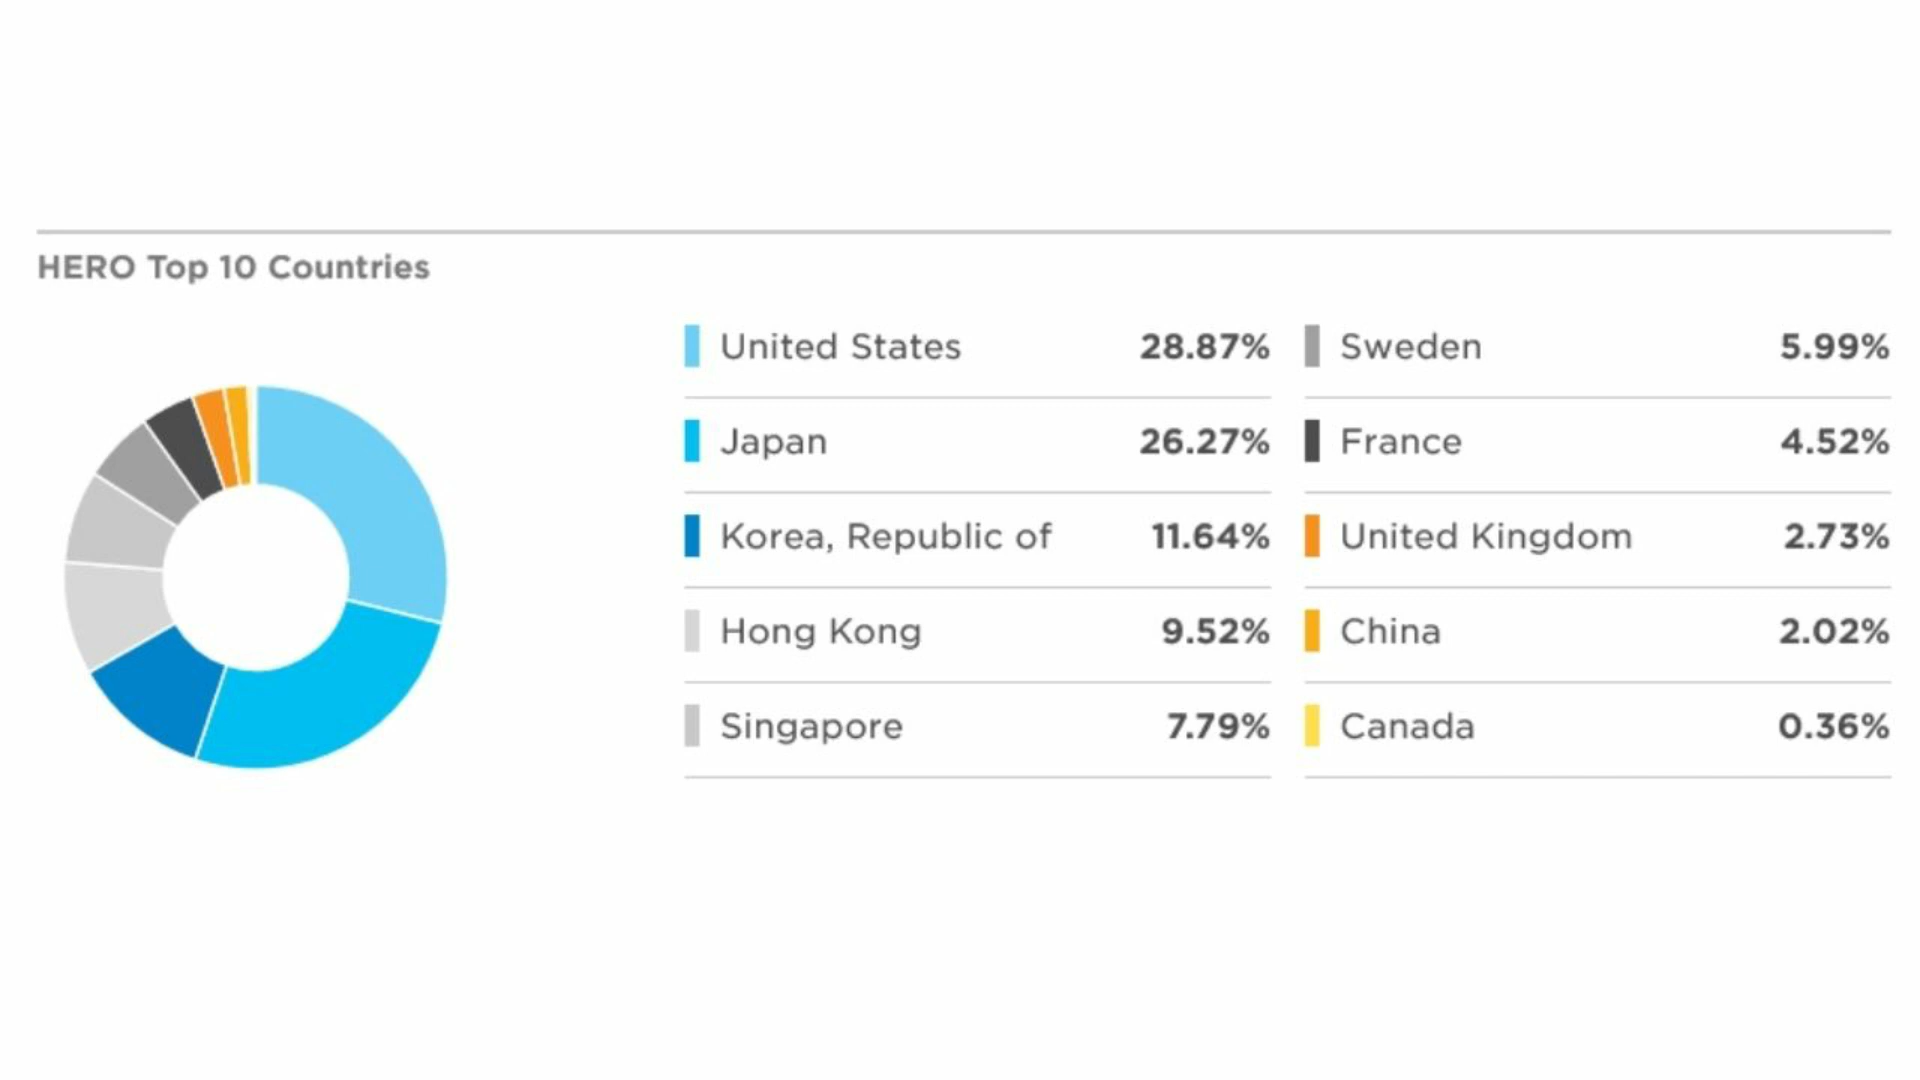 HERO Top 10 Countries
United States 28.87%
Japan 26.27%
Korea, Republic of 11.64%
Hong Kong 9.52%
Singapore 7.79%
Sweden 5.99%
France 4.52%
United Kingdom 2.73%
China 2.02%
Canada 0.36%